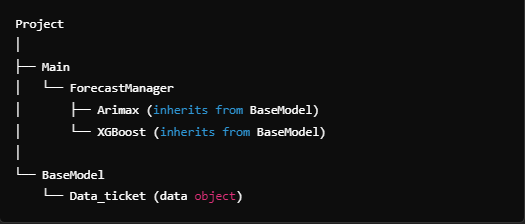 Project
│
├── Main
│   └── ForecastManager
│       ├── Arimax (inherits from BaseModel)
│       └── XGBoost (inherits from BaseModel)
│
└── BaseModel
    └── Data_ticket (data object)